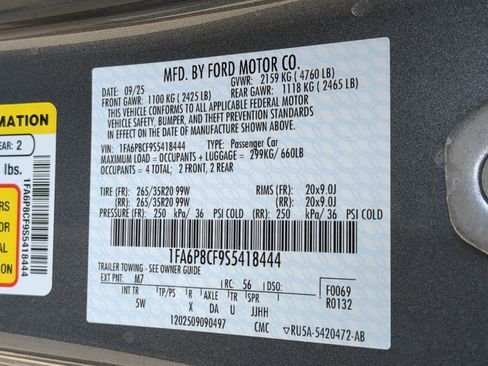 MFD. BY FORD MOTOR CO.
DATE: 09/25 GVWR: 2159 KG ( 4760 LB)
FRONT GAWR: 1100 KG ( 2425 LB) REAR GAWR: 1118 KG ( 2465 LB)
THIS VEHICLE CONFORMS TO ALL APPLICABLE FEDERAL MOTOR
VEHICLE SAFETY, BUMPER, AND THEFT PREVENTION STANDARDS
IN EFFECT ON THE DATE OF MANUFACTURE SHOWN ABOVE.
VIN: 1FA6P8CF9S5418444 TYPE: Passenger Car
MAXIMUM LOAD = OCCUPANTS + LUGGAGE = 299KG/660LB
OCCUPANTS = 4 TOTAL: 2 FRONT, 2 REAR
TIRE (FR): 265/35R20 99W RIMS (FR): 20x9.0J
(RR): 265/35R20 99W (RR): 20x9.0J
PRESSURE (FR): 250 kPa/ 36 PSI COLD (RR): 250 kPa/ 36 PSI COLD
1FA6P8CF9S5418444
TRAILER TOWING - SEE OWNER GUIDE
EXT PNT: M7 RC: 56 DSO: F0069
R0132
INT TR TP/PS R AXLE TR SPR
5W X DA U JJHH
1202509090497 CMC RU5A-5420472-AB
MATION
EAR: 2
lbs.
1FA6P8CF9S5418444